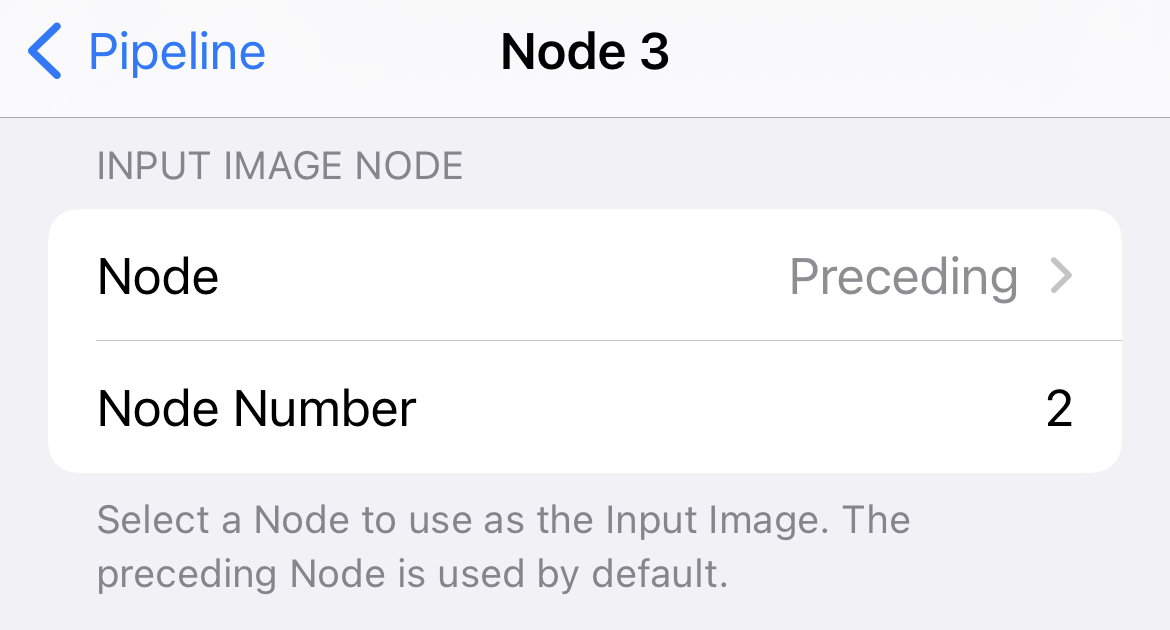 Pipeline
Node 3
INPUT IMAGE NODE
Node Preceding
Node Number 2
Select a Node to use as the Input Image. The
preceding Node is used by default.